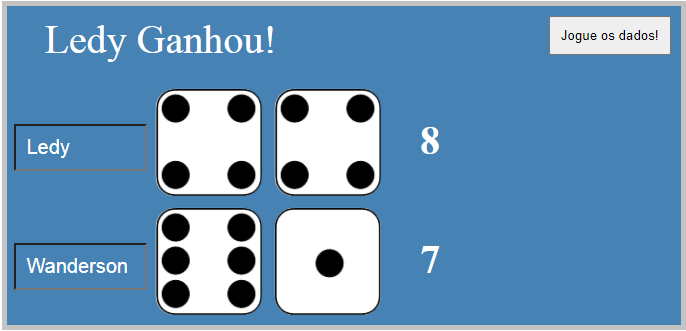 Ledy Ganhou!
Jogue os dados!
Ledy
8
Wanderson
7